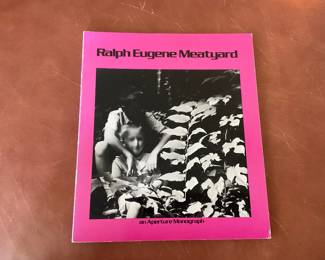 Ralph Eugene Meatyard
an Aperture Monograph